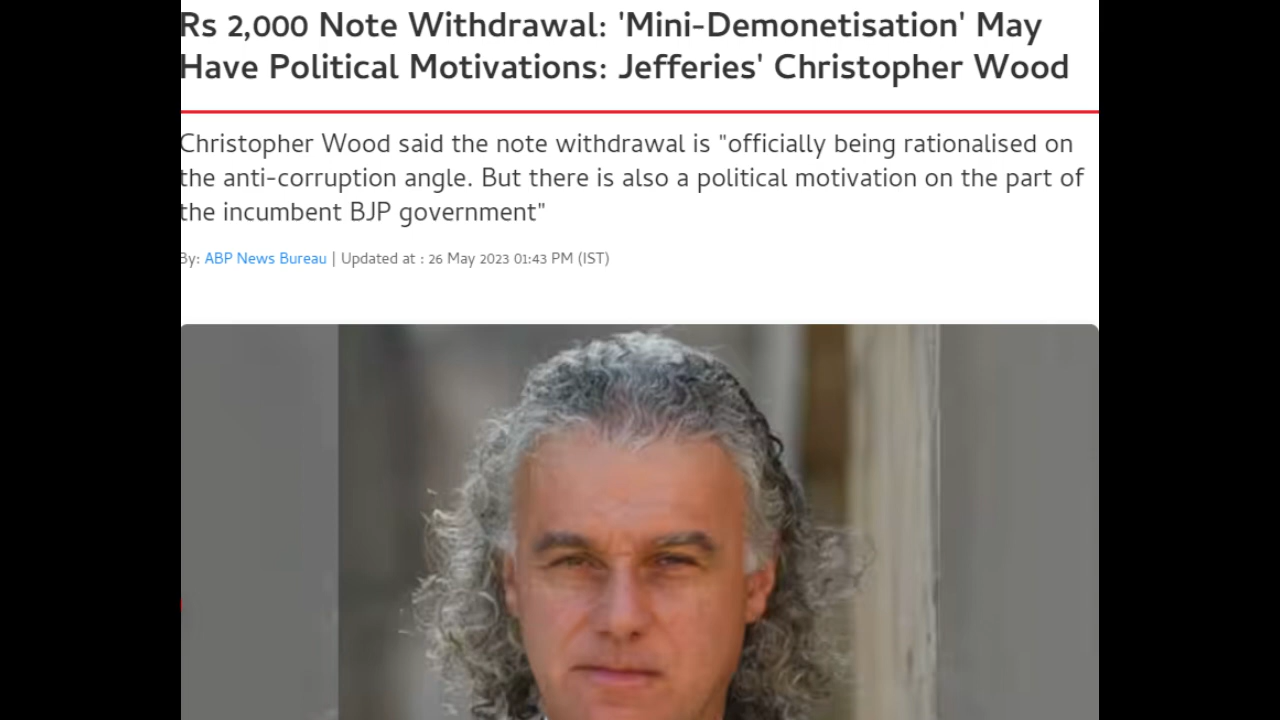 Rs 2,000 Note Withdrawal: 'Mini-Demonetisation' May
Have Political Motivations: Jefferies' Christopher Wood
Christopher Wood said the note withdrawal is "officially being rationalised on
the anti-corruption angle. But there is also a political motivation on the part of
the incumbent BJP government"
By: ABP News Bureau | Updated at : 26 May 2023 01:43 PM (IST)